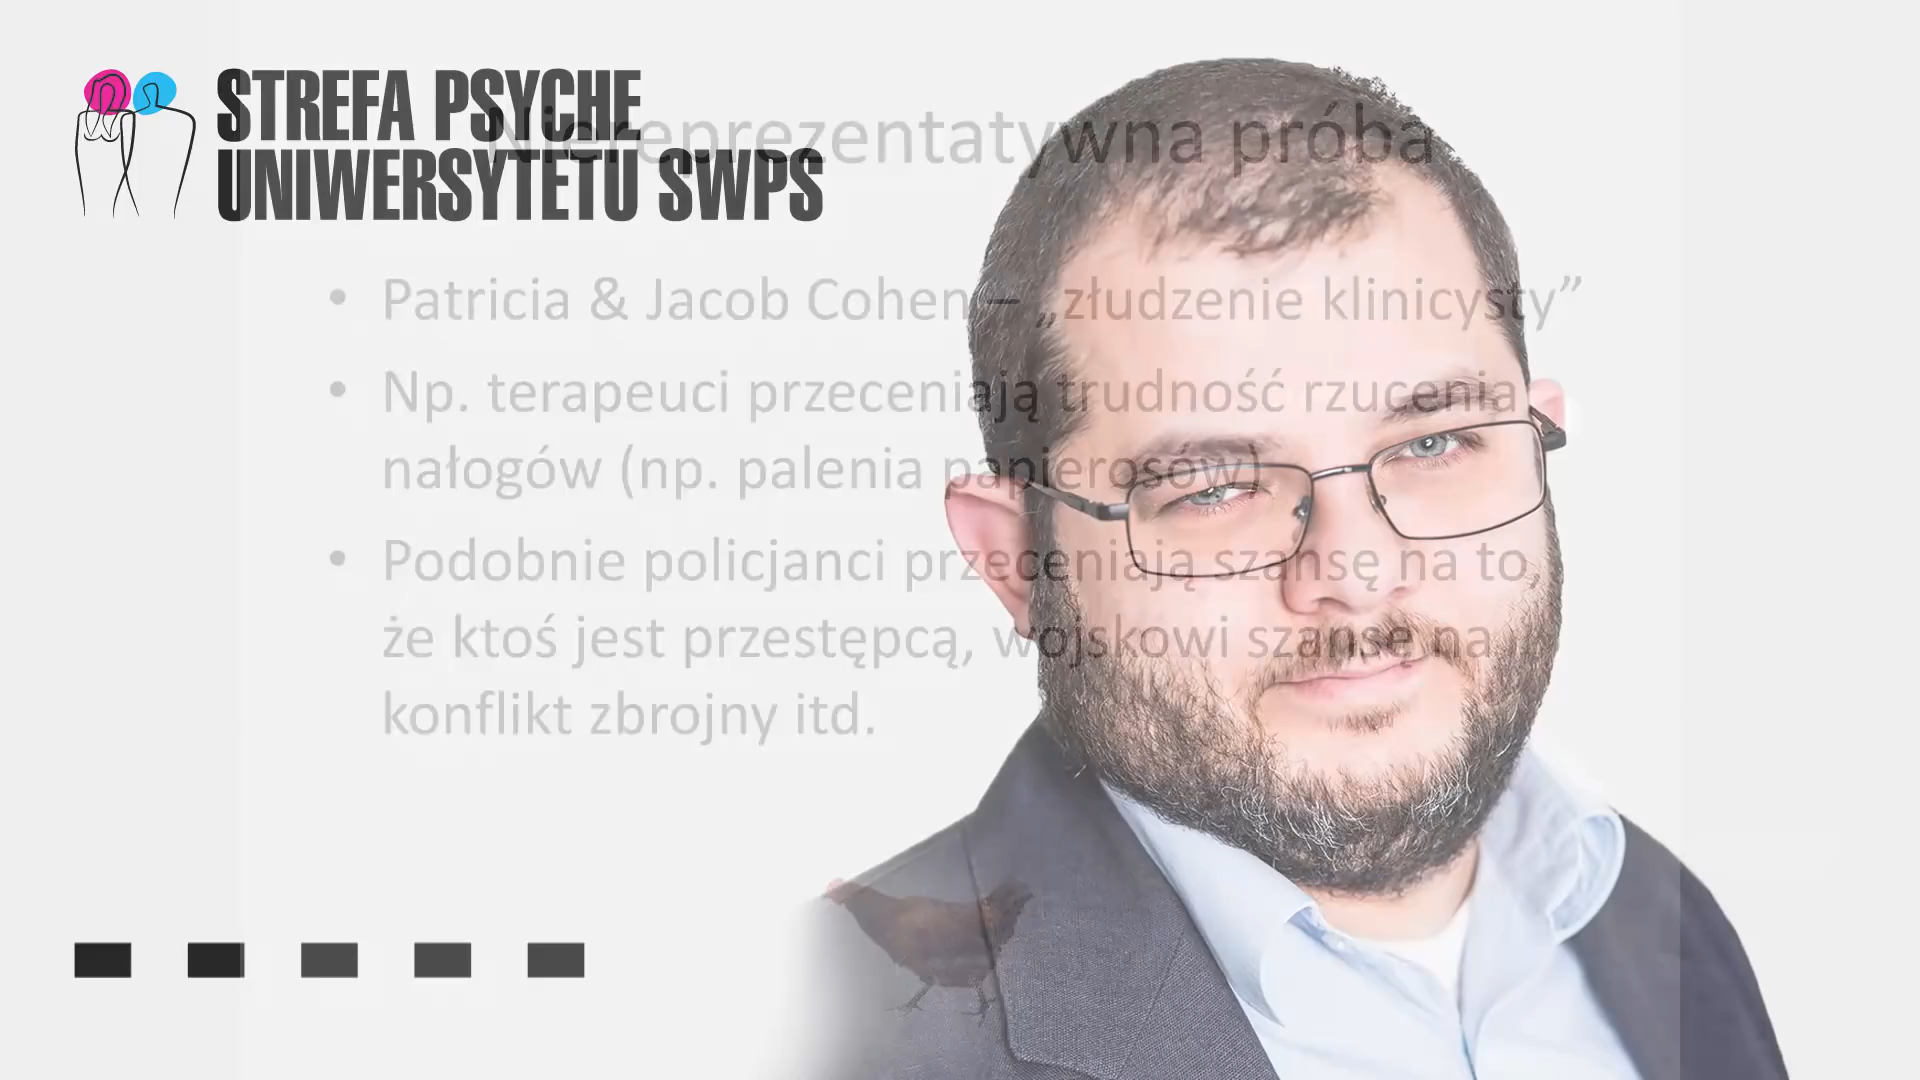 STREFA PSYCHE
UNIWERSYTETU SWPS
Niereprezentatywna próba
• Patricia & Jacob Cohen – „złudzenie klinicysty”
• Np. terapeuci przeceniają trudność rzucenia
nałogów (np. palenia papierosów)
• Podobnie policjanci przeceniają szansę na to,
że ktoś jest przestępcą, wojskowi szansę na
konflikt zbrojny itd.